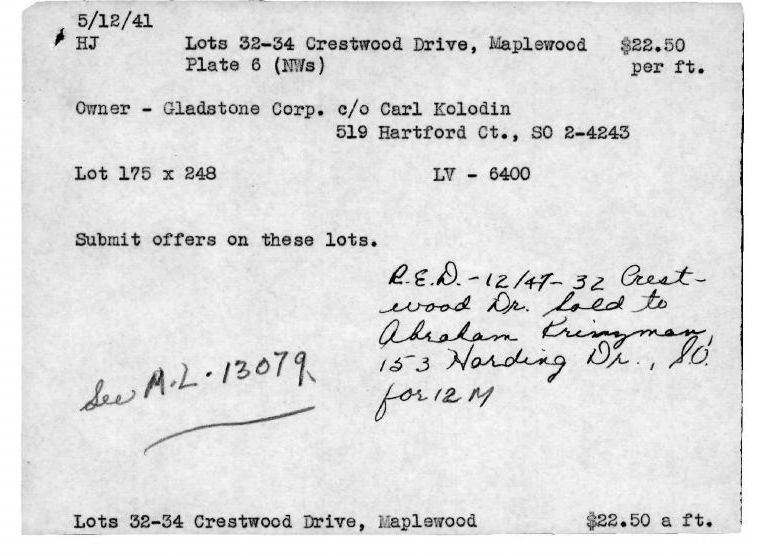 5/12/41
HJ Lots 32-34 Crestwood Drive, Maplewood $22.50
Plate 6 (NWs) per ft.
Owner - Gladstone Corp. c/o Carl Kolodin
519 Hartford Ct., SO 2-4243
Lot 175 x 248 LV - 6400
Submit offers on these lots.
R.E.D. - 12/47 - 32 Crest-
wood Dr. Sold to
Abraham Krimzman,
153 Harding Dr., SO.
for 12 M
See M.L. 13079
Lots 32-34 Crestwood Drive, Maplewood $22.50 a ft.